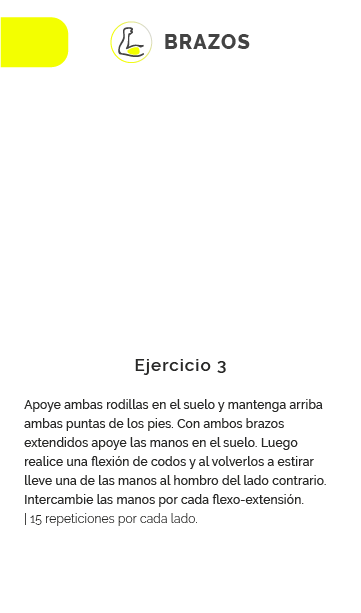 BRAZOS
Ejercicio 3
Apoye ambas rodillas en el suelo y mantenga arriba
ambas puntas de los pies. Con ambos brazos
extendidos apoye las manos en el suelo. Luego
realice una flexión de codos y al volverlos a estirar
lleve una de las manos al hombro del lado contrario.
Intercambie las manos por cada flexo-extensión.
| 15 repeticiones por cada lado.